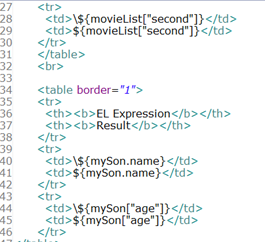 27 <tr>
28 <td>\${movieList["second"]}</td>
29 <td>${movieList["second"]}</td>
30 </tr>
31 </table>
32 <br>
33
34 <table border="1">
35 <tr>
36 <th><b>EL Expression</b></th>
37 <th><b>Result</b></th>
38 </tr>
39 <tr>
40 <td>\${mySon.name}</td>
41 <td>${mySon.name}</td>
42 </tr>
43 <tr>
44 <td>\${mySon["age"]}</td>
45 <td>${mySon["age"]}</td>
46 </tr>
47 </table>